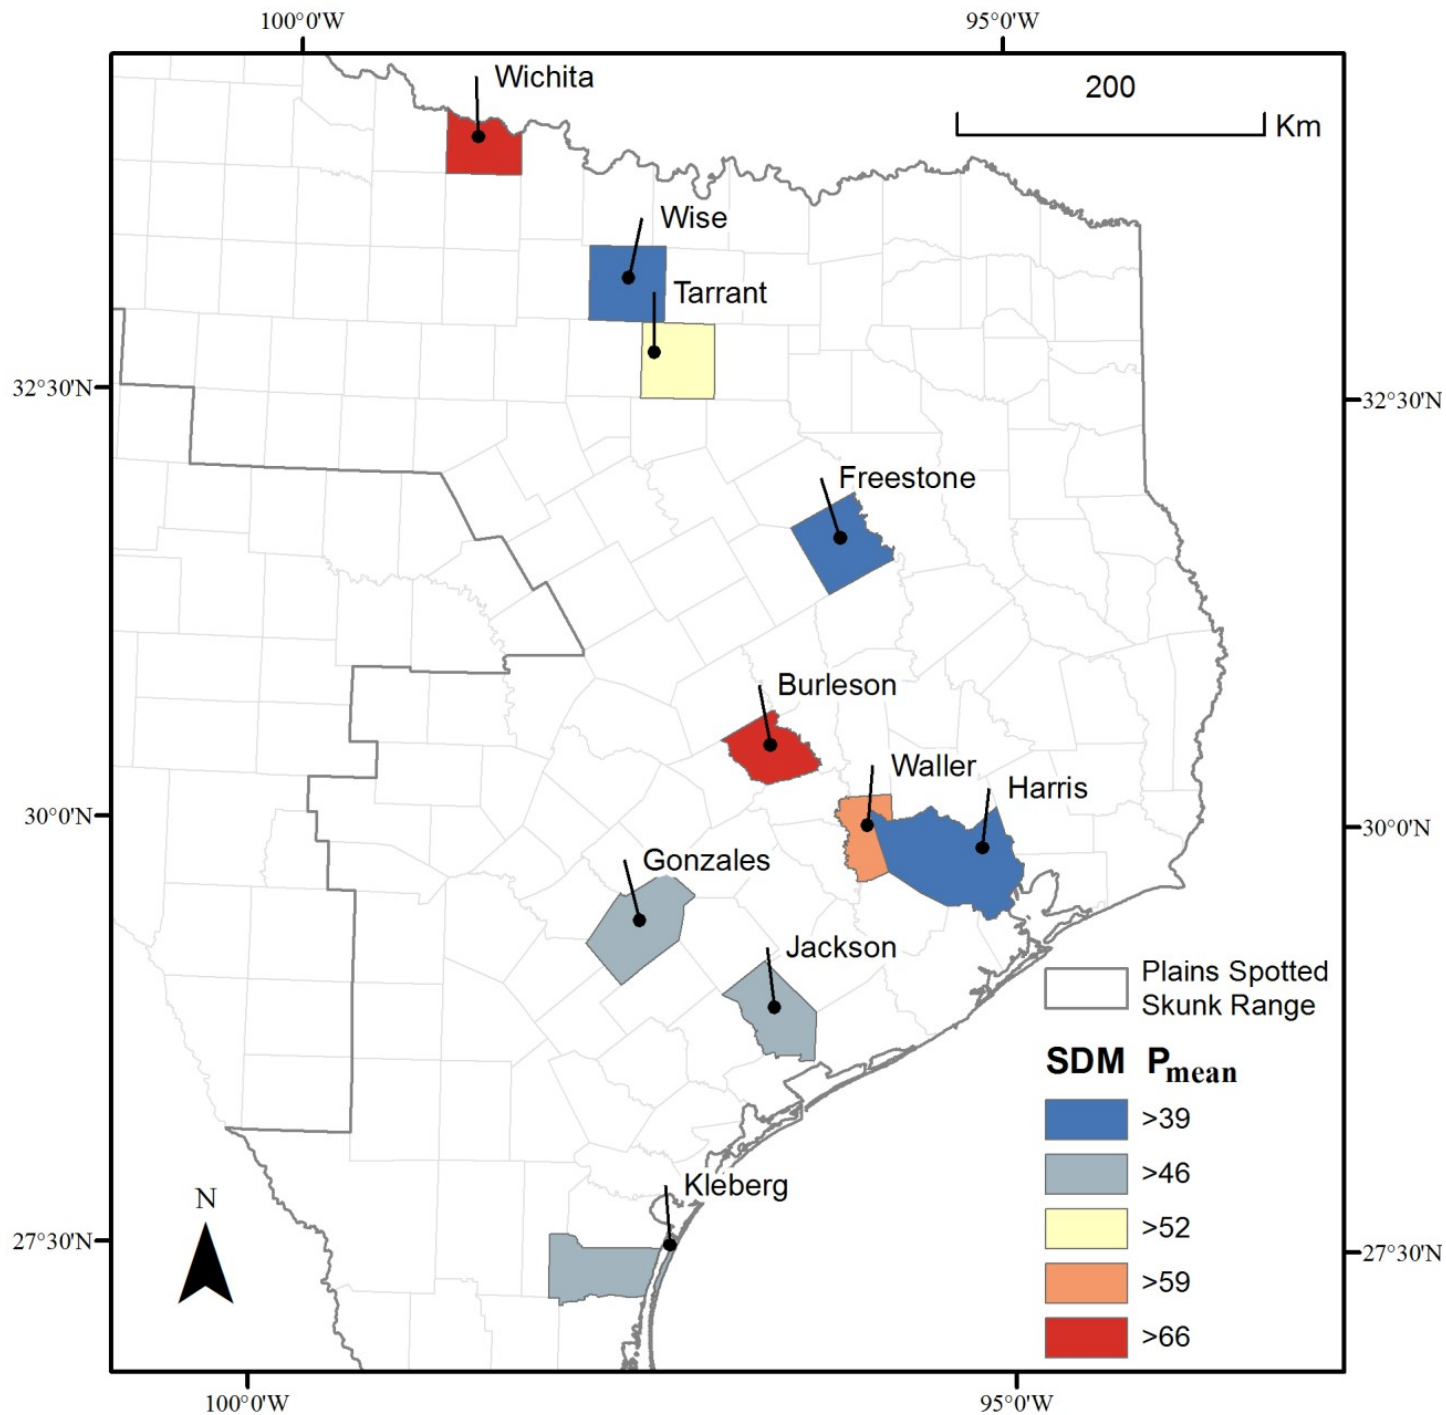 100°0'W
95°0'W
Wichita
200
Km
Wise
Tarrant
32°30'N
32°30'N
Freestone
Burleson
Waller
Harris
30°0'N
30°0'N
Gonzales
Jackson
Plains Spotted
Skunk Range
SDM Pmean
>39
>46
>52
>59
>66
Kleberg
N
27°30'N
27°30'N
100°0'W
95°0'W